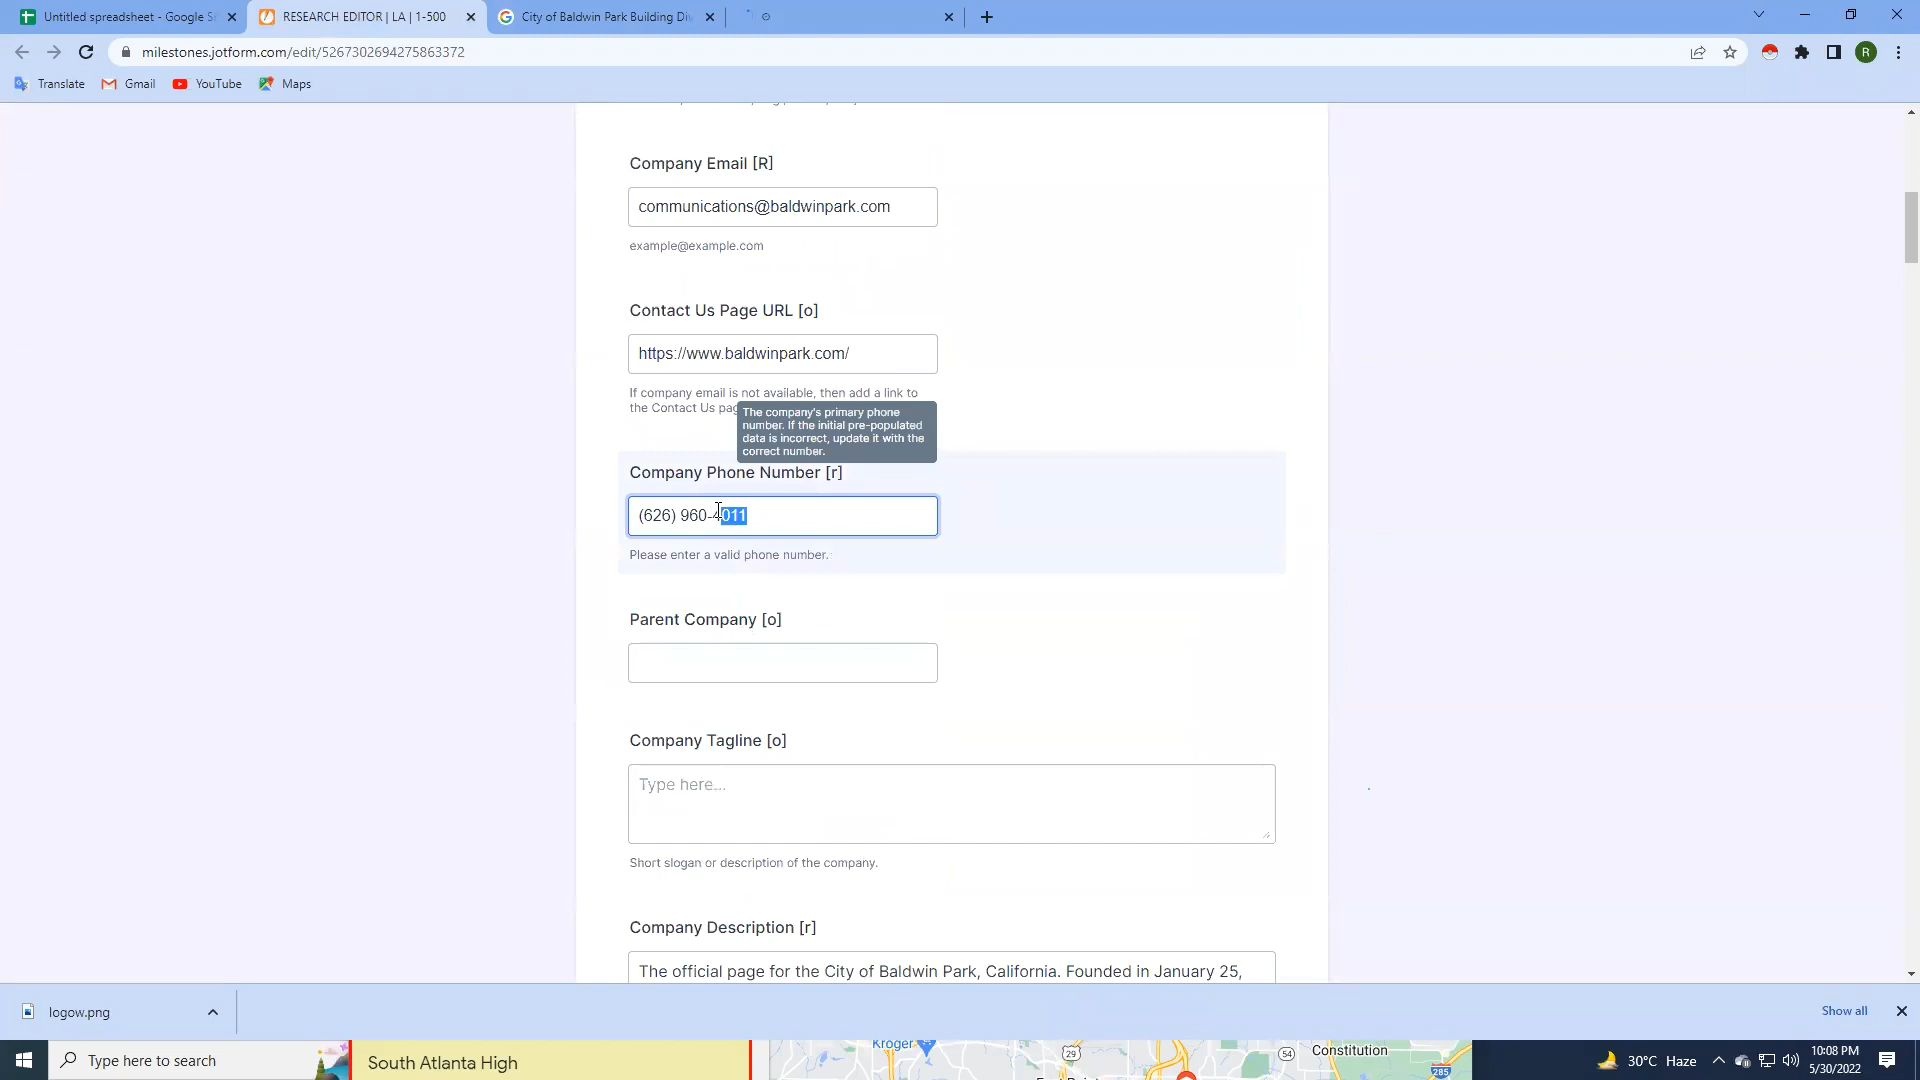 Untitled spreadsheet - Google S
RESEARCH EDITOR | LA | 1-500
City of Baldwin Park Building Di
milestones.jotform.com/edit/5267302694275863372
R
Translate
Gmail
YouTube
Maps
Company Email [R]
communications@baldwinpark.com
example@example.com
Contact Us Page URL [o]
https://www.baldwinpark.com/
If company email is not available, then add a link to
the Contact Us pag
The company's primary phone
number. If the initial pre-populated
data is incorrect, update it with the
correct number.
Company Phone Number [r]
(626) 960-4011
Please enter a valid phone number.
Parent Company [o]
Company Tagline [o]
Type here...
Short slogan or description of the company.
Company Description [r]
The official page for the City of Baldwin Park, California. Founded in January 25,
logow.png
Show all
Type here to search
South Atlanta High
Kroger
29
54
Constitution
285
30°C Haze
10:08 PM
5/30/2022